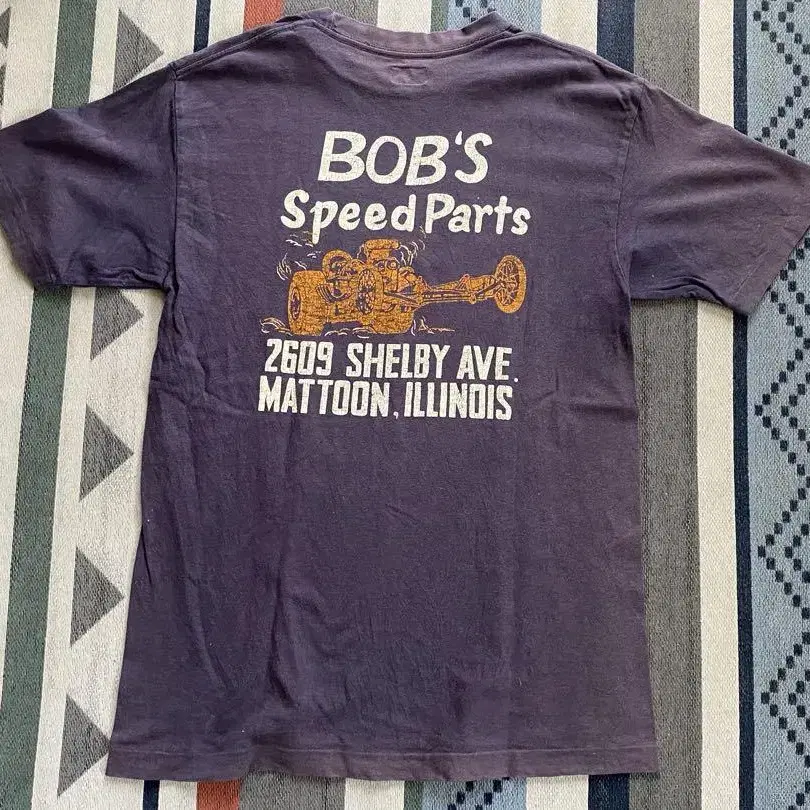 BOB'S
Speed Parts
2609 SHELBY AVE.
MATTOON, ILLINOIS